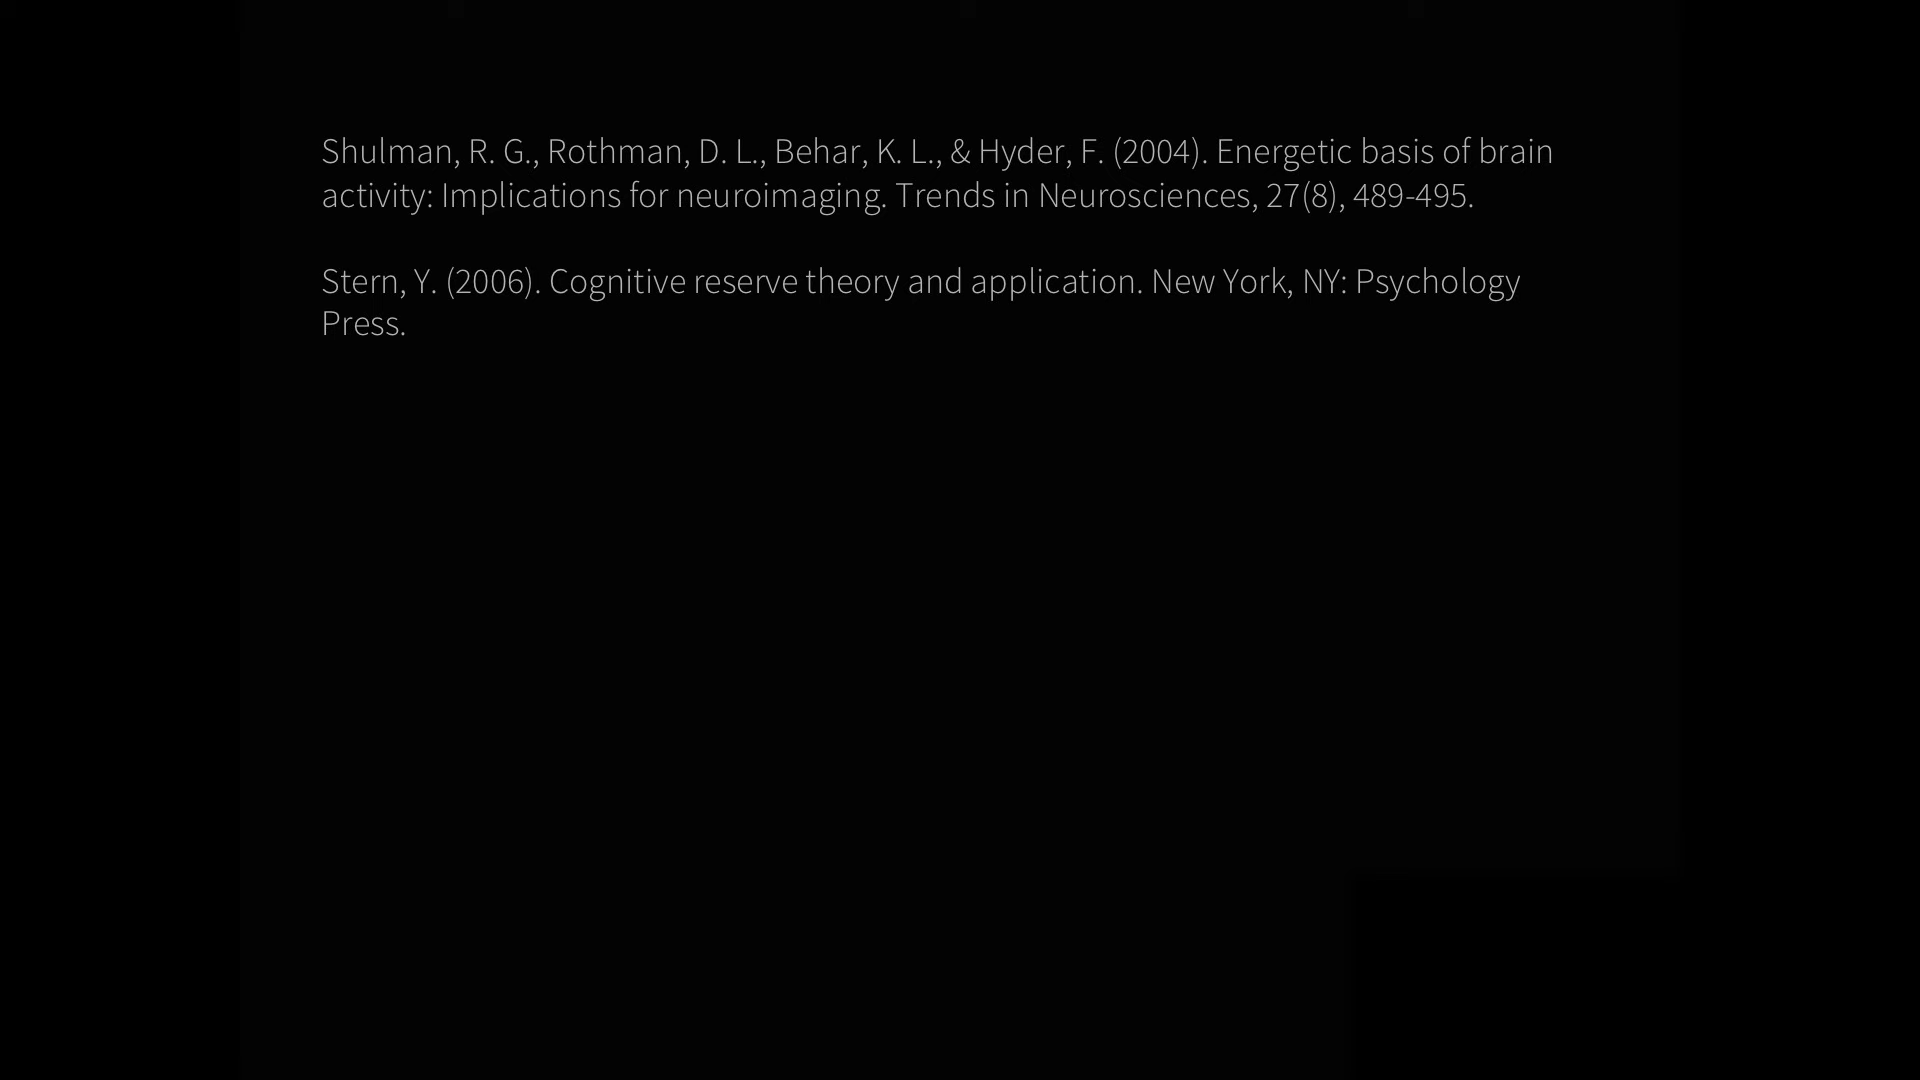 Shulman, R. G., Rothman, D. L., Behar, K. L., & Hyder, F. (2004). Energetic basis of brain
activity: Implications for neuroimaging. Trends in Neurosciences, 27(8), 489-495.
Stern, Y. (2006). Cognitive reserve theory and application. New York, NY: Psychology
Press.